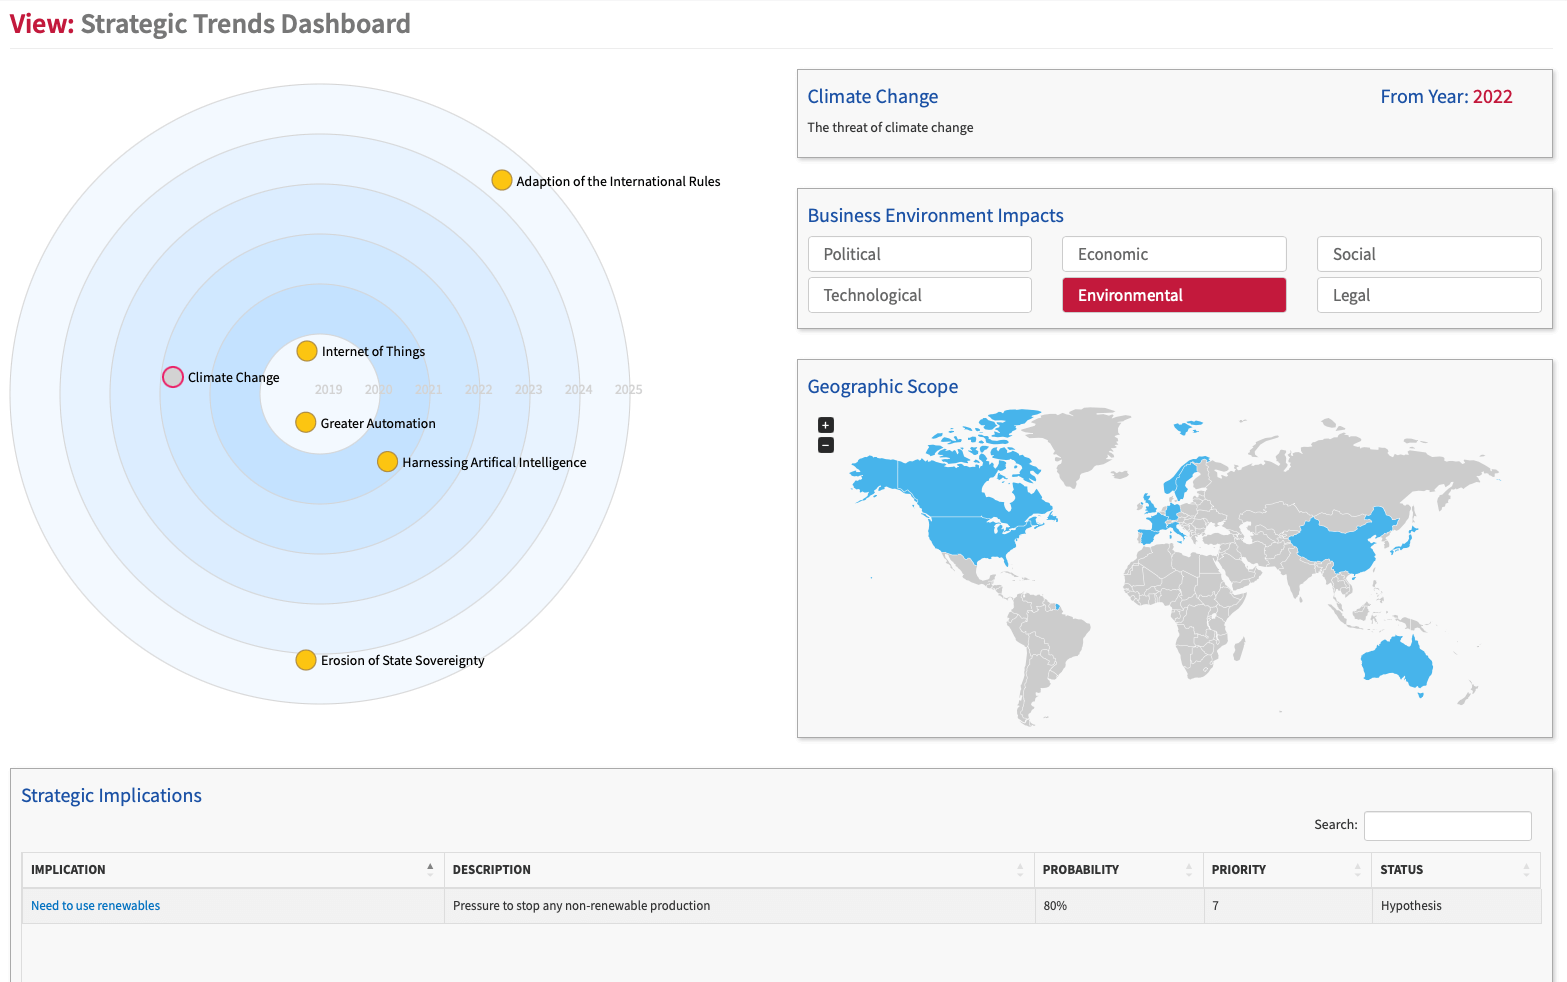 View: Strategic Trends Dashboard
Adaption of the International Rules
Internet of Things
Climate Change
2019 2020 2021 2022 2023 2024 2025
Greater Automation
Harnessing Artifical Intelligence
Erosion of State Sovereignty
Climate Change From Year: 2022
The threat of climate change
Business Environment Impacts
Political Economic Social
Technological Environmental Legal
Geographic Scope
+
−
Strategic Implications
Search:
IMPLICATION DESCRIPTION PROBABILITY PRIORITY STATUS
Need to use renewables Pressure to stop any non-renewable production 80% 7 Hypothesis